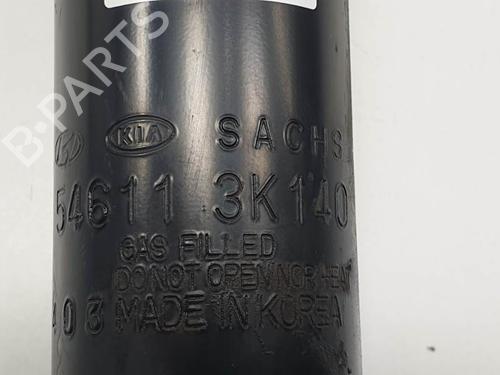 KIA SACHS
54611 3K140
GAS FILLED
DO NOT OPEN NOR HEAT
403 MADE IN KOREA
B-PARTS